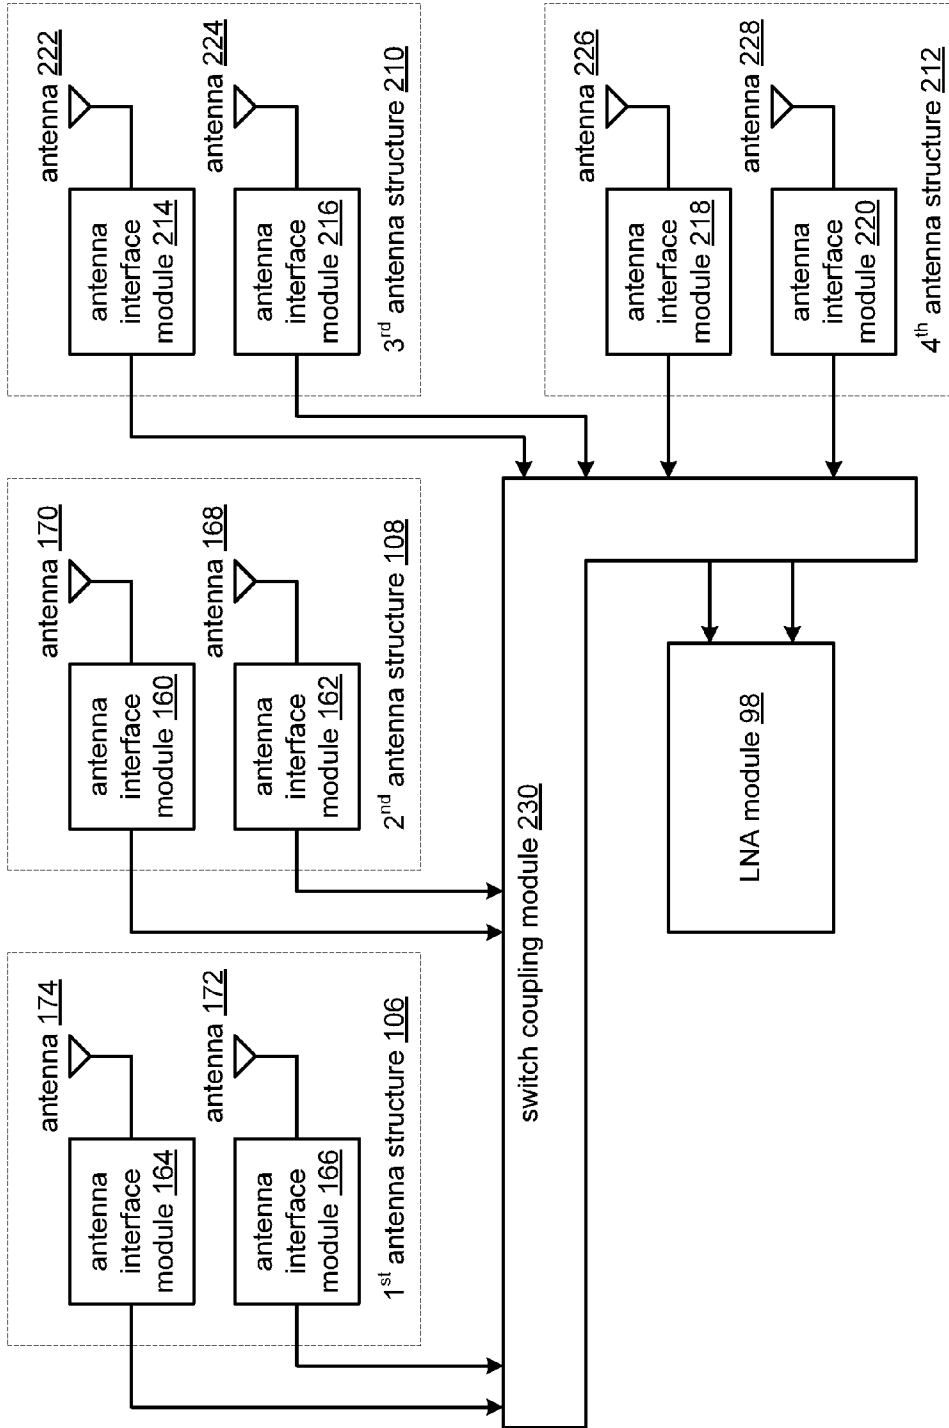 antenna 174
antenna
interface
module 164
antenna 172
antenna
interface
module 166
1st antenna structure 106
antenna 170
antenna
interface
module 160
antenna 168
antenna
interface
module 162
2nd antenna structure 108
antenna 222
antenna
interface
module 214
antenna 224
antenna
interface
module 216
3rd antenna structure 210
switch coupling module 230
LNA module 98
antenna 226
antenna
interface
module 218
antenna 228
antenna
interface
module 220
4th antenna structure 212